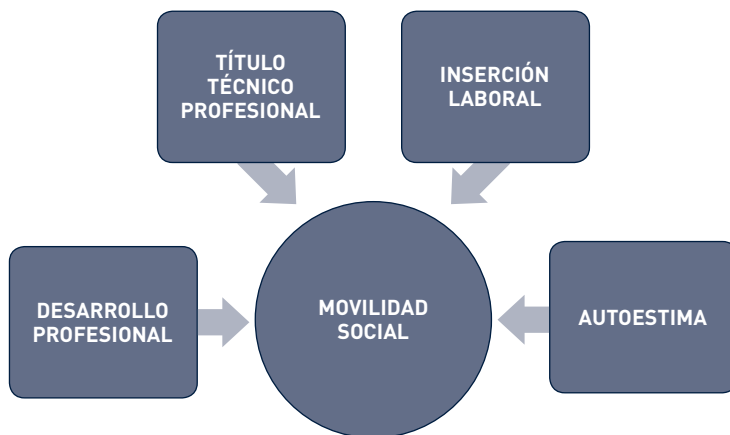 TÍTULO
TÉCNICO
PROFESIONAL
INSERCIÓN
LABORAL
DESARROLLO
PROFESIONAL
MOVILIDAD
SOCIAL
AUTOESTIMA